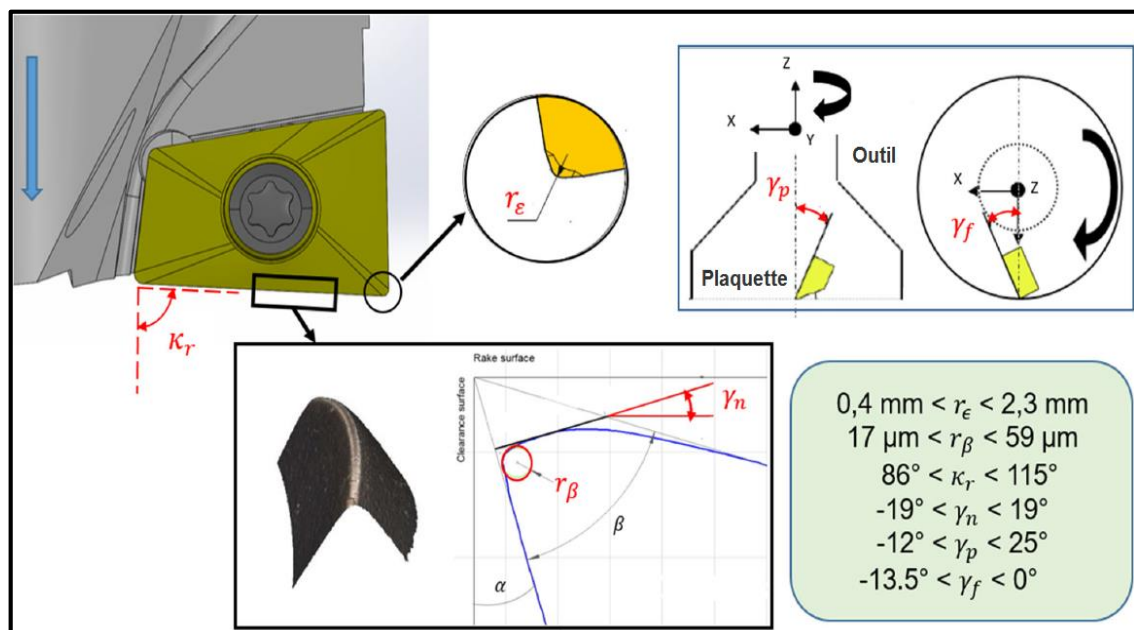 κr
rε
Z
X
Y
γp
Outil
Plaquette
X
Z
γf
Rake surface
Clearance surface
γn
rβ
β
α
0,4 mm < rϵ < 2,3 mm
17 µm < rβ < 59 µm
86° < κr < 115°
-19° < γn < 19°
-12° < γp < 25°
-13.5° < γf < 0°